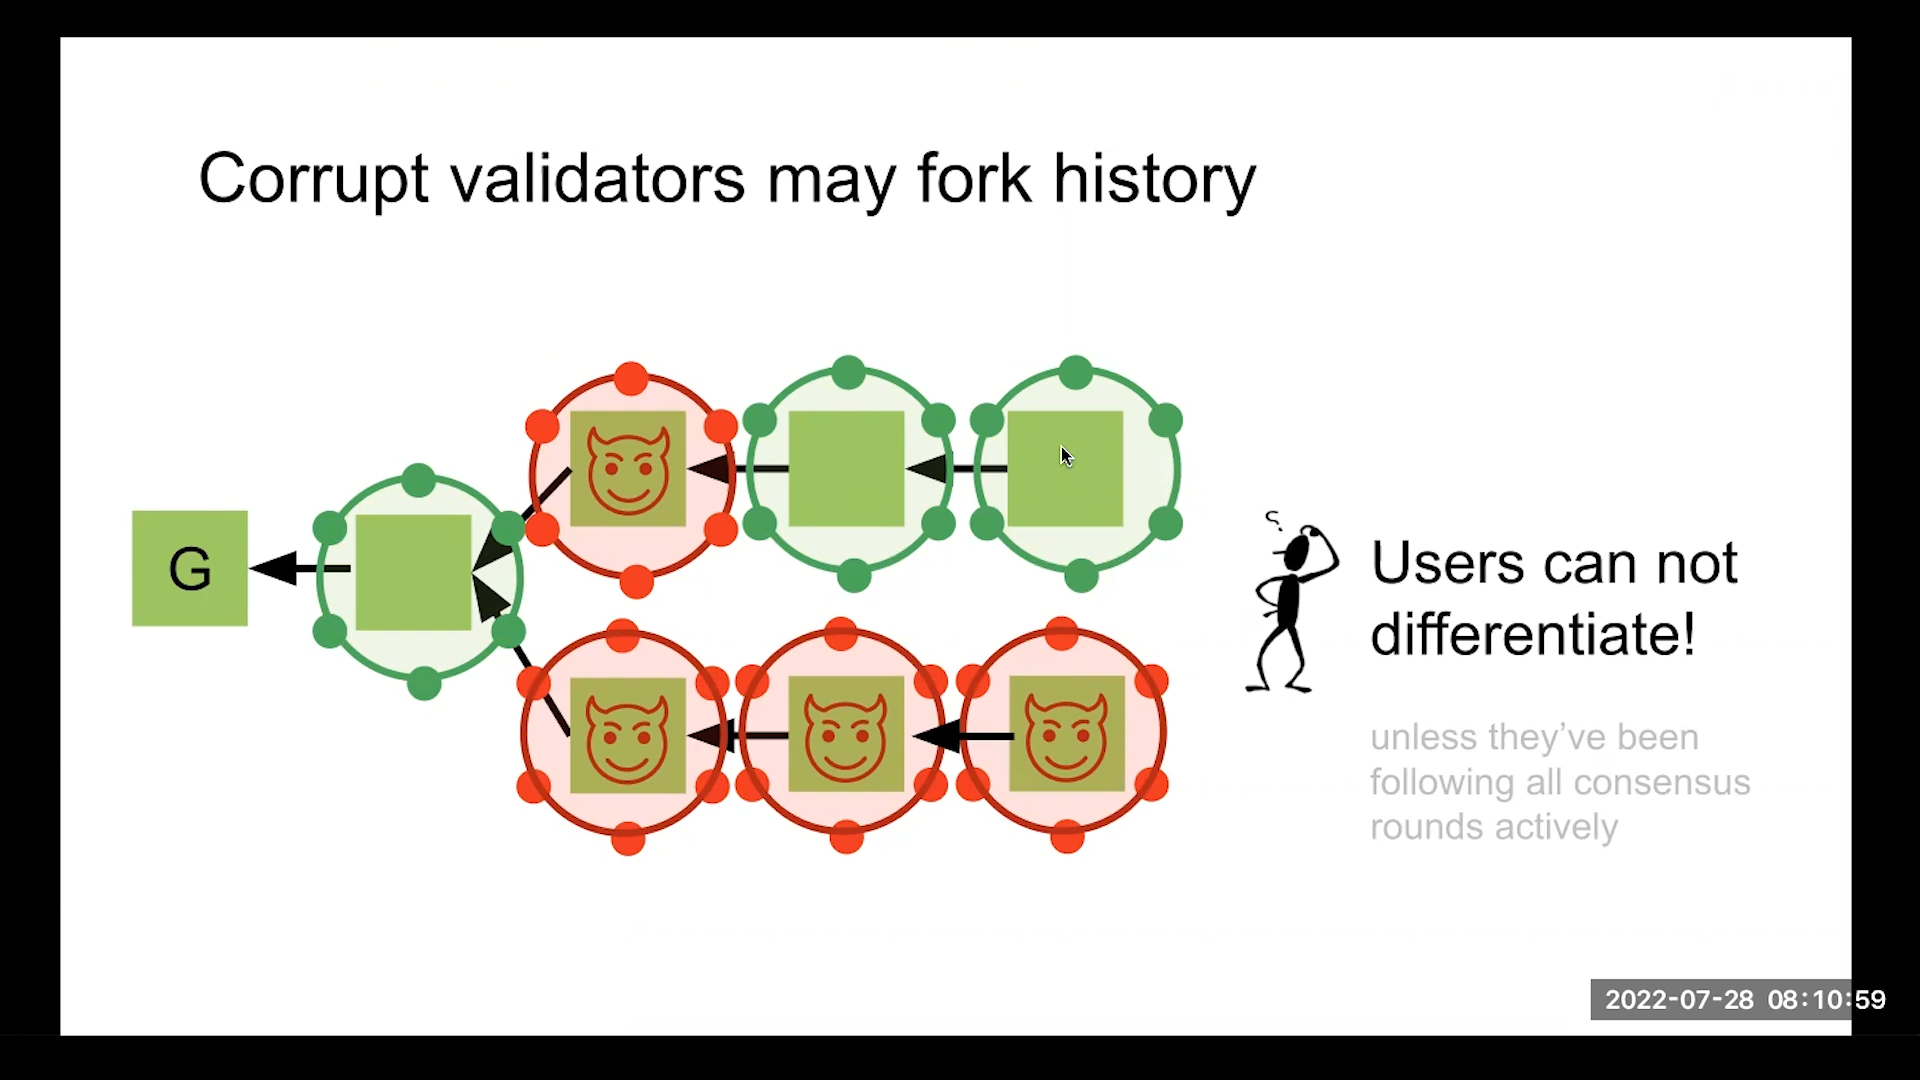 Corrupt validators may fork history
G
?
Users can not
differentiate!
unless they've been
following all consensus
rounds actively
2022-07-28 08:10:59